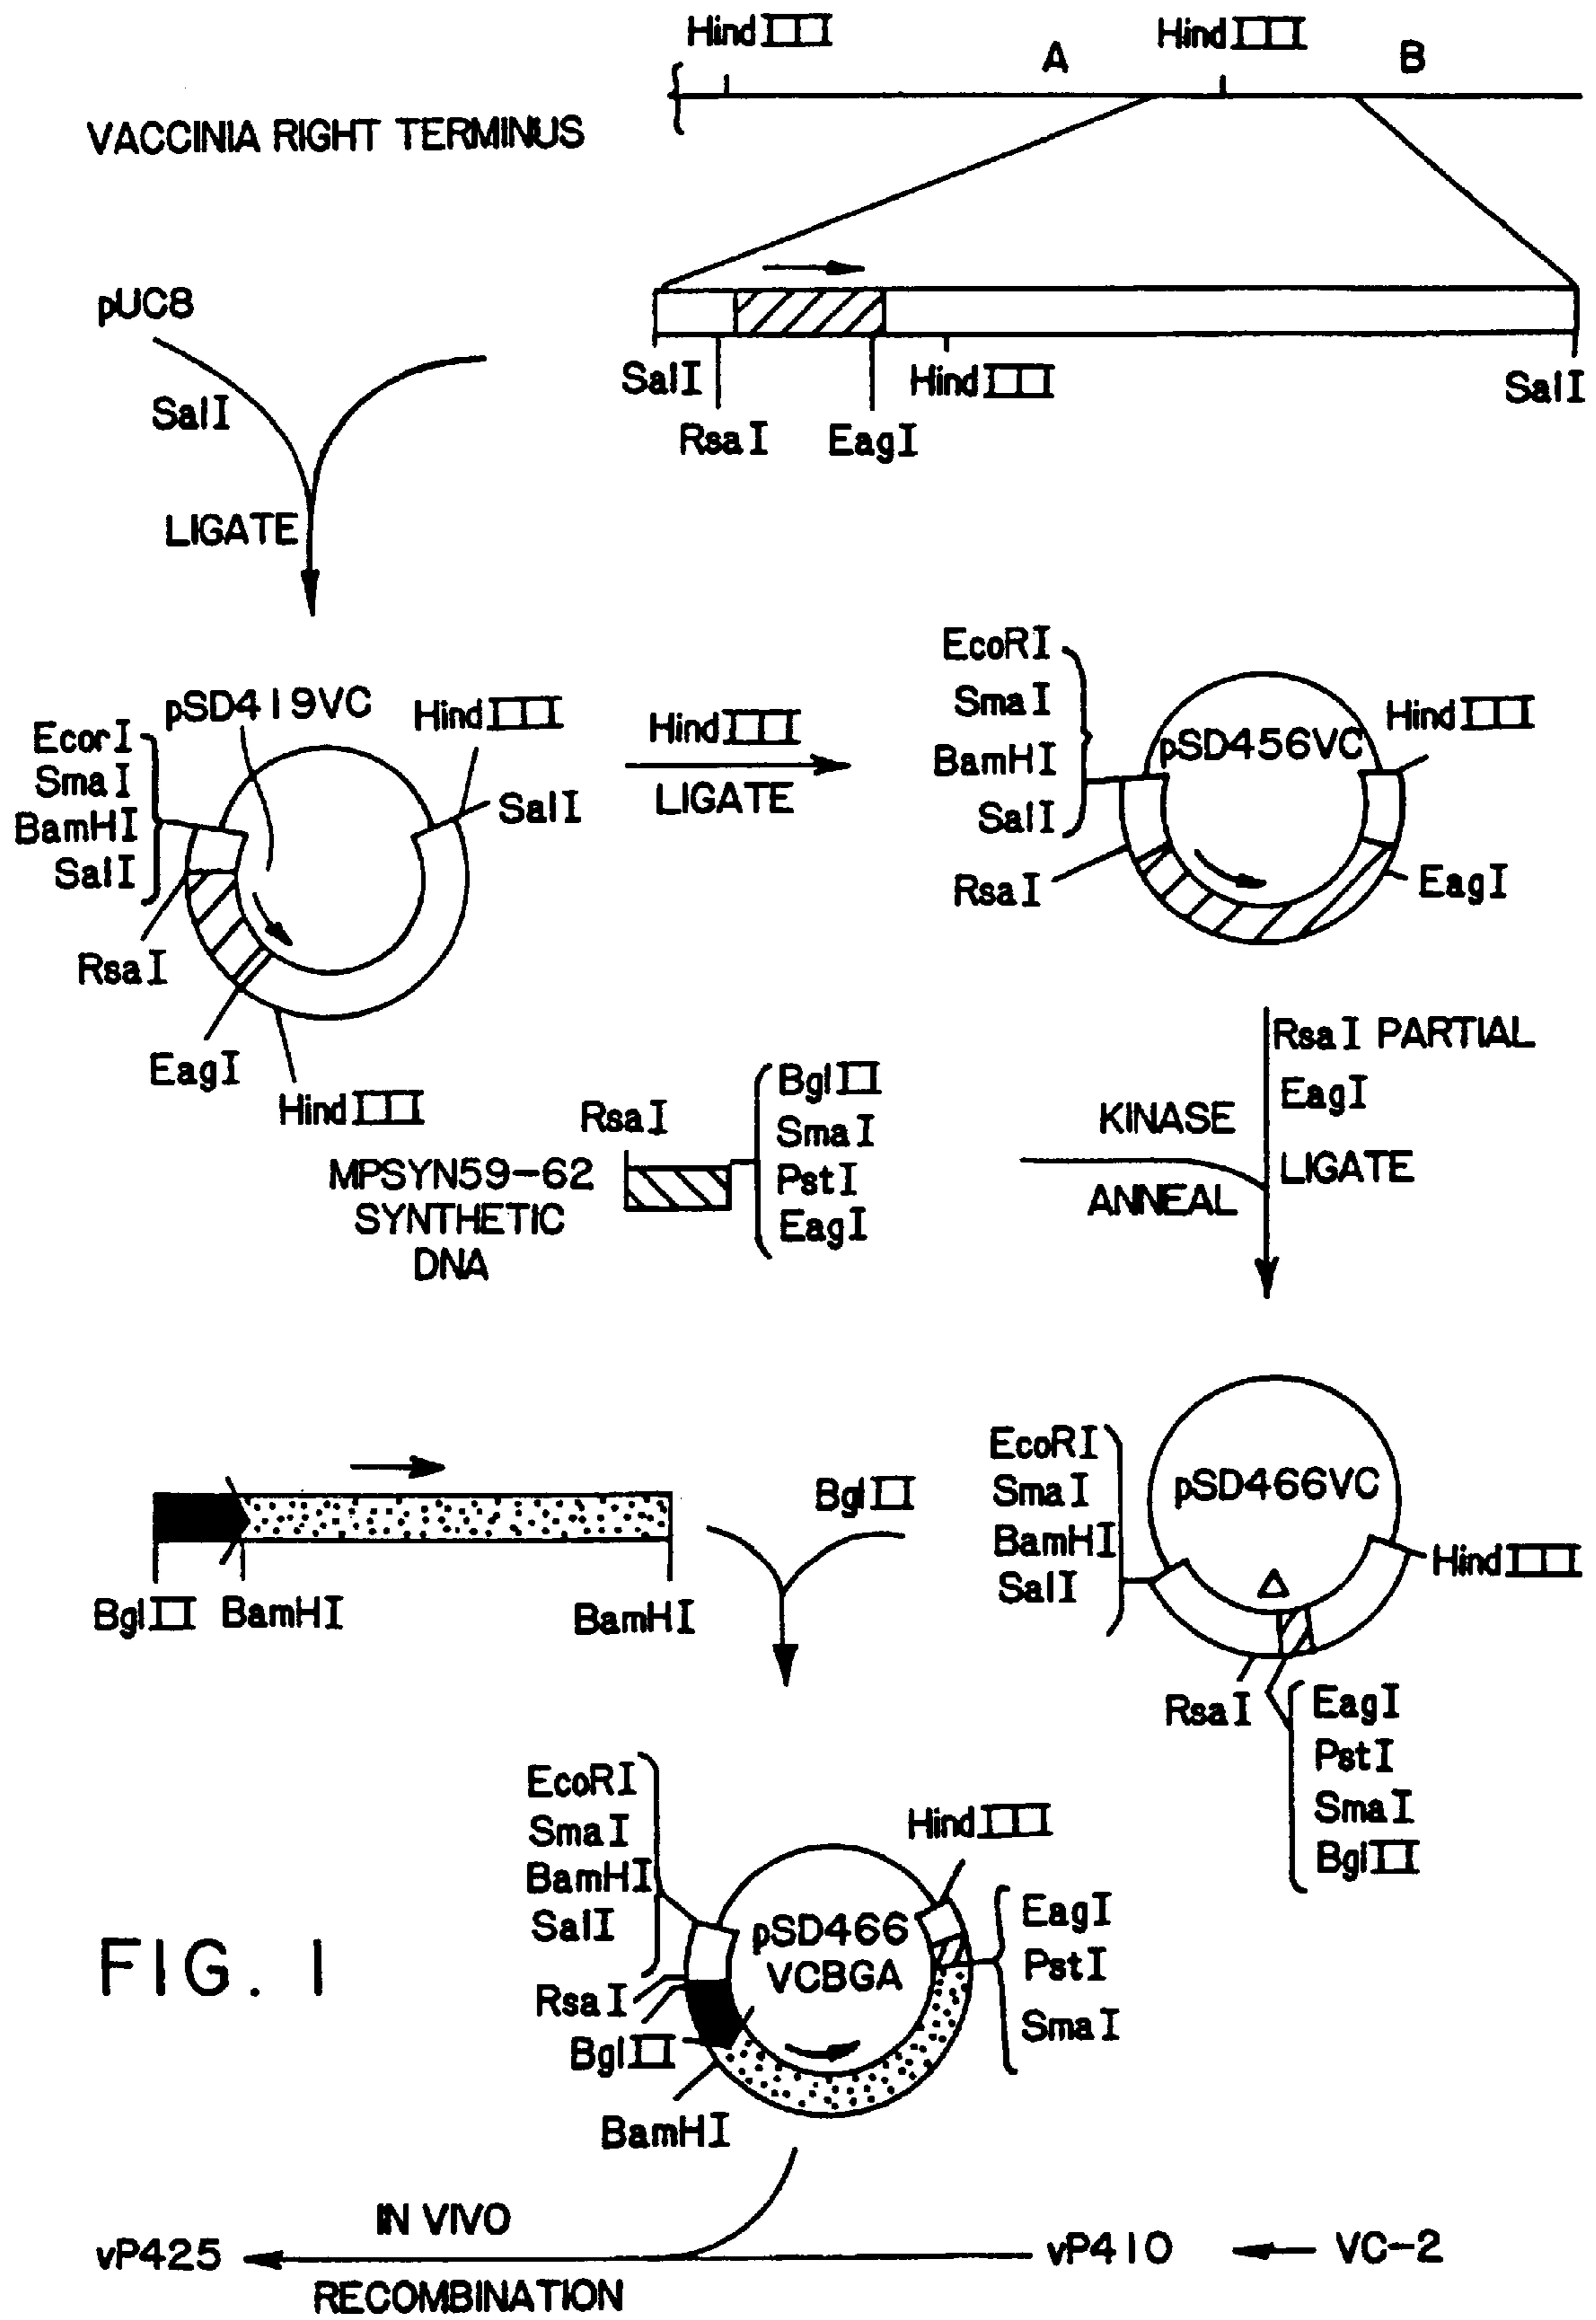 HindIII
HindIII
A
B
VACCINIA RIGHT TERMINUS
pUC8
SalI
LIGATE
SalI
RsaI
EagI
HindIII
SalI
pSD419VC
EcorI
SmaI
BamHI
SalI
RsaI
EagI
HindIII
HindIII
SalI
HindIII
LIGATE
EcoRI
SmaI
BamHI
SalI
pSD456VC
HindIII
RsaI
EagI
RsaI PARTIAL
EagI
LIGATE
KINASE
ANNEAL
RsaI
MPSYN59-62
SYNTHETIC
DNA
BglII
SmaI
PstI
EagI
BglII
BamHI
BamHI
BglII
EcoRI
SmaI
BamHI
SalI
pSD466VC
HindIII
RsaI
EagI
PstI
SmaI
BglII
EcoRI
SmaI
BamHI
SalI
RsaI
BglII
BamHI
pSD466
VCBGA
HindIII
EagI
PstI
SmaI
FIG. 1
IN VIVO
RECOMBINATION
vP425
vP410
VC-2